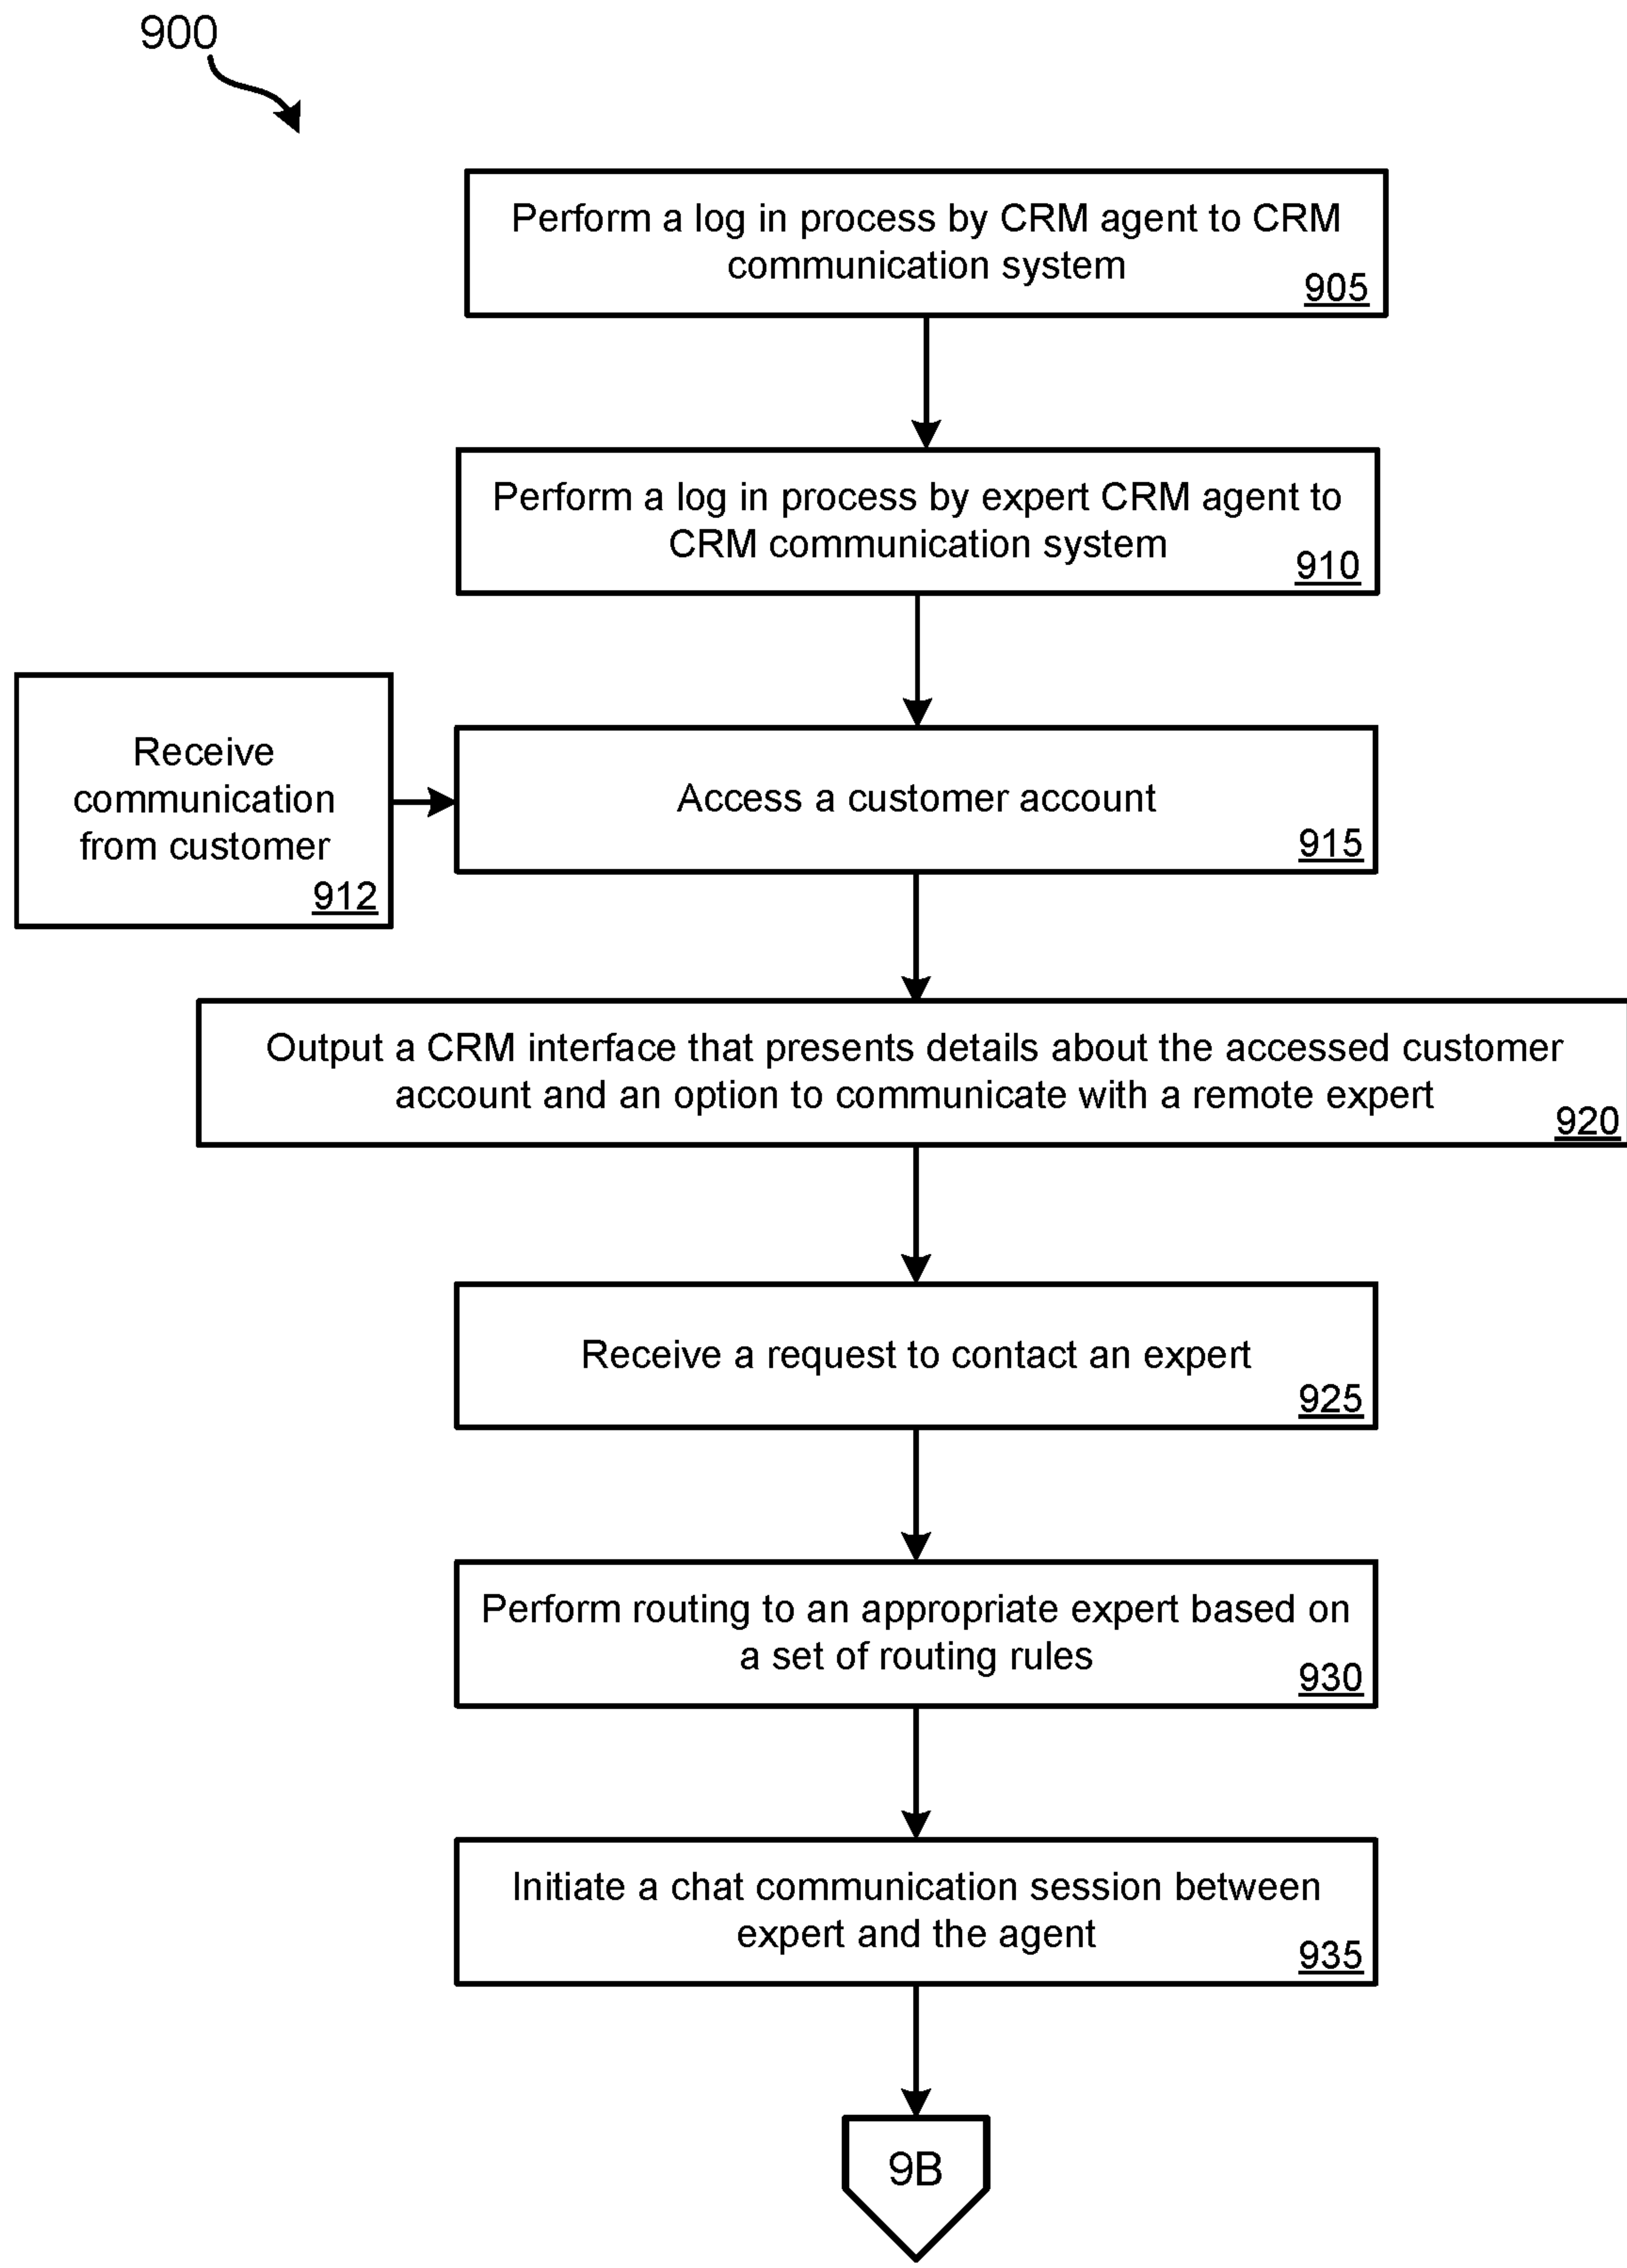 900
Perform a log in process by CRM agent to CRM
communication system
905
Perform a log in process by expert CRM agent to
CRM communication system
910
Receive
communication
from customer
912
Access a customer account
915
Output a CRM interface that presents details about the accessed customer
account and an option to communicate with a remote expert
920
Receive a request to contact an expert
925
Perform routing to an appropriate expert based on
a set of routing rules
930
Initiate a chat communication session between
expert and the agent
935
9B